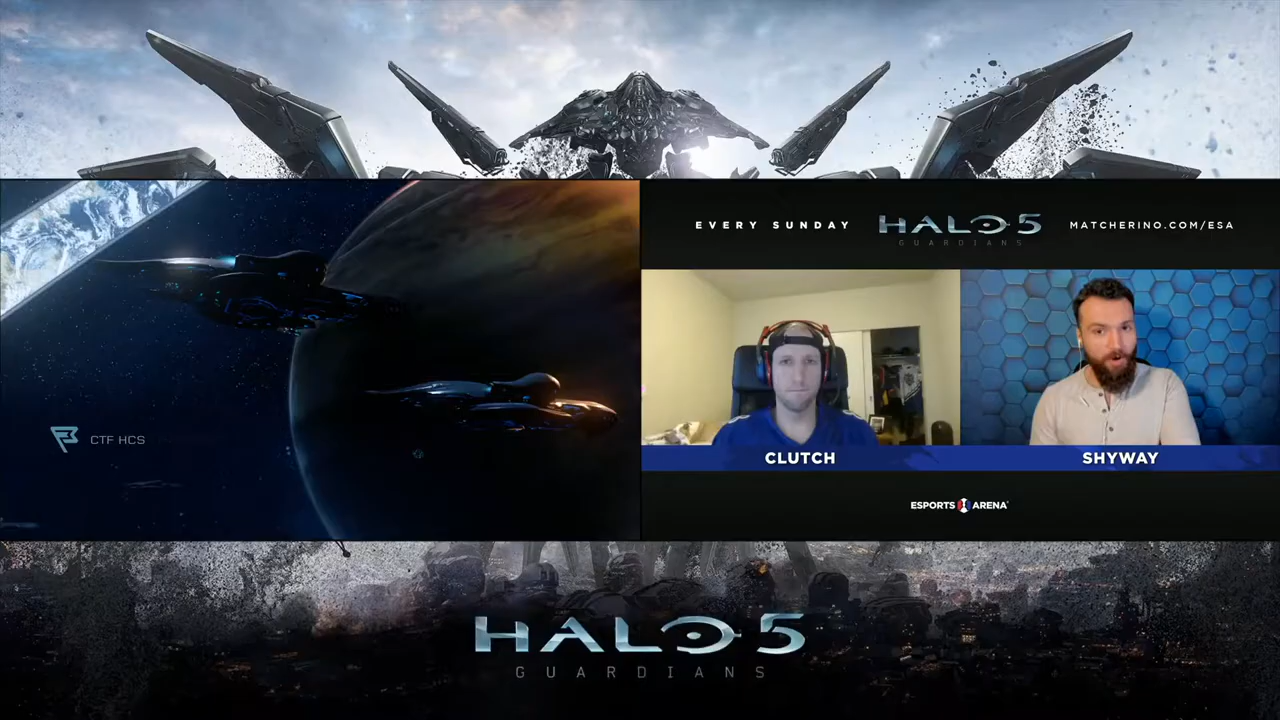 EVERY SUNDAY
HALO 5
GUARDIANS
MATCHERINO.COM/ESA
CTF HCS
CLUTCH
SHYWAY
ESPORTS ARENA
HALO 5
GUARDIANS